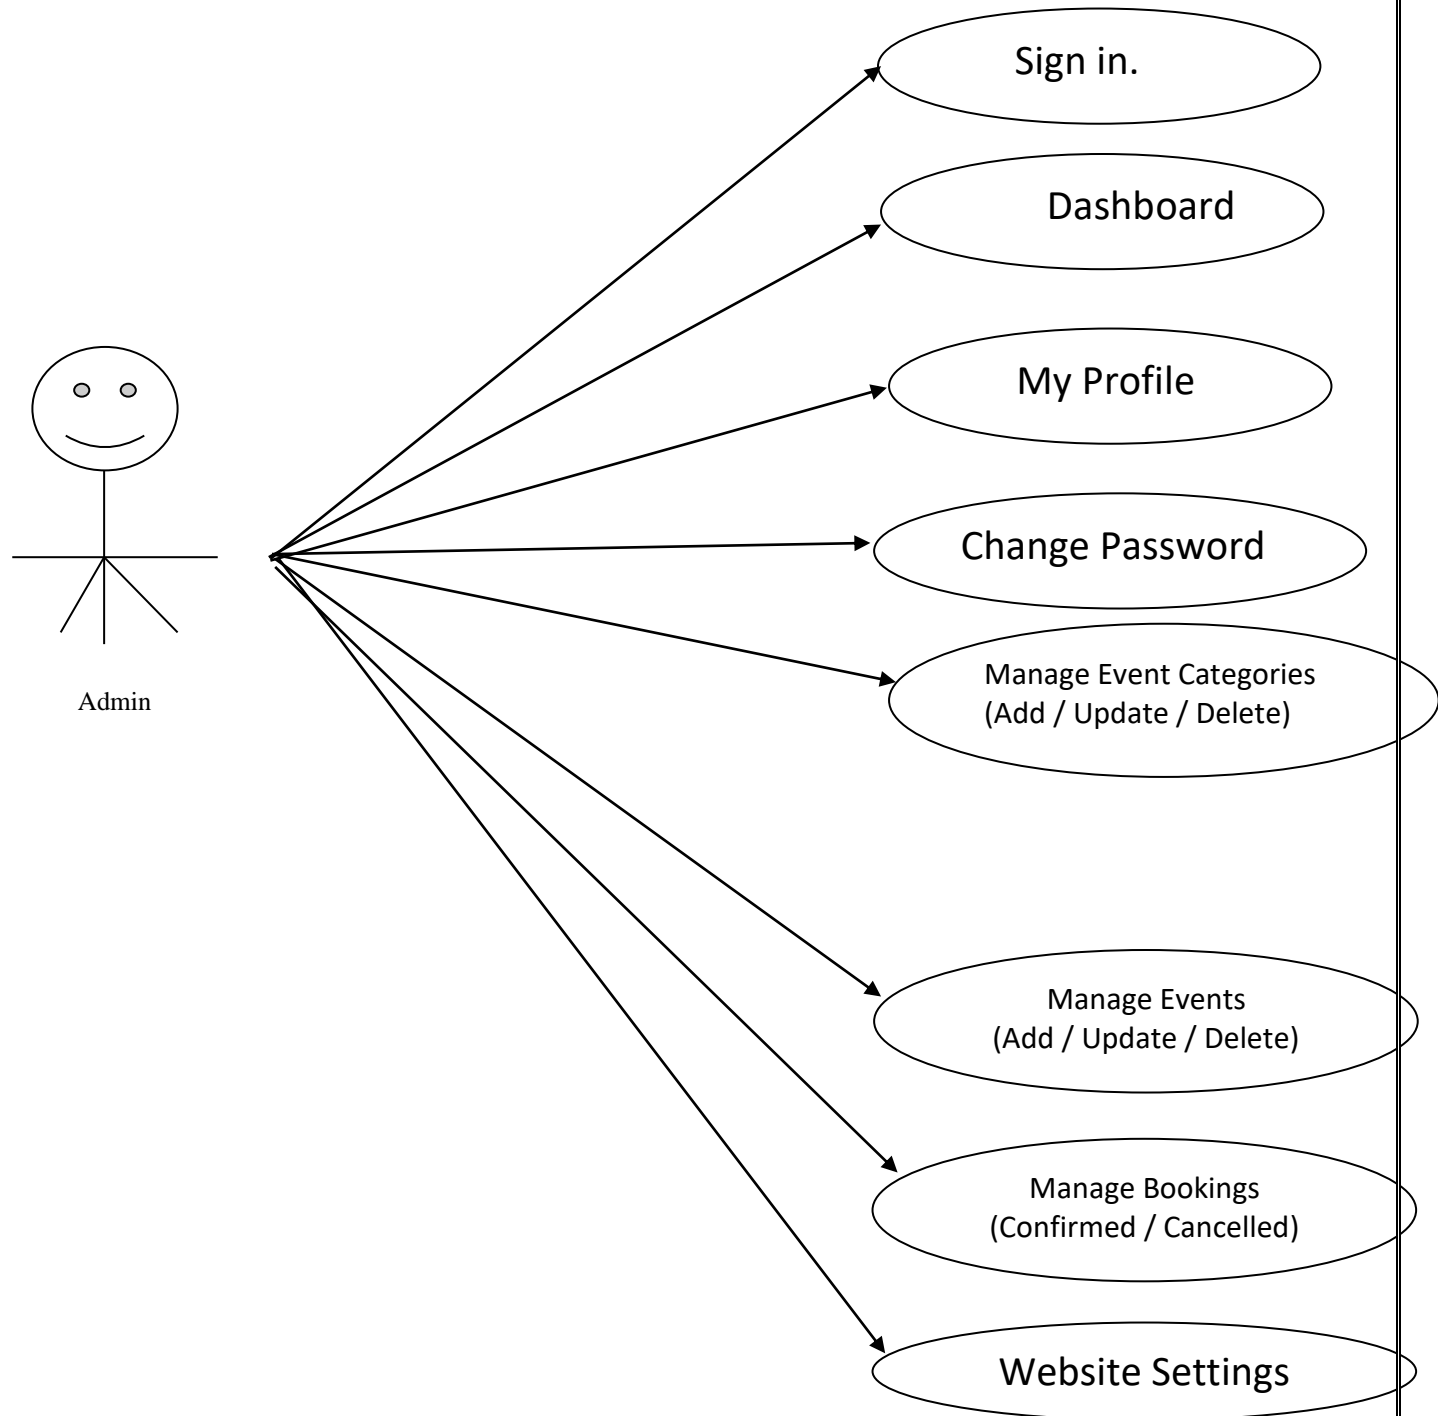 Sign in.
Dashboard
My Profile
Change Password
Manage Event Categories
(Add / Update / Delete)
Admin
Manage Events
(Add / Update / Delete)
Manage Bookings
(Confirmed / Cancelled)
Website Settings